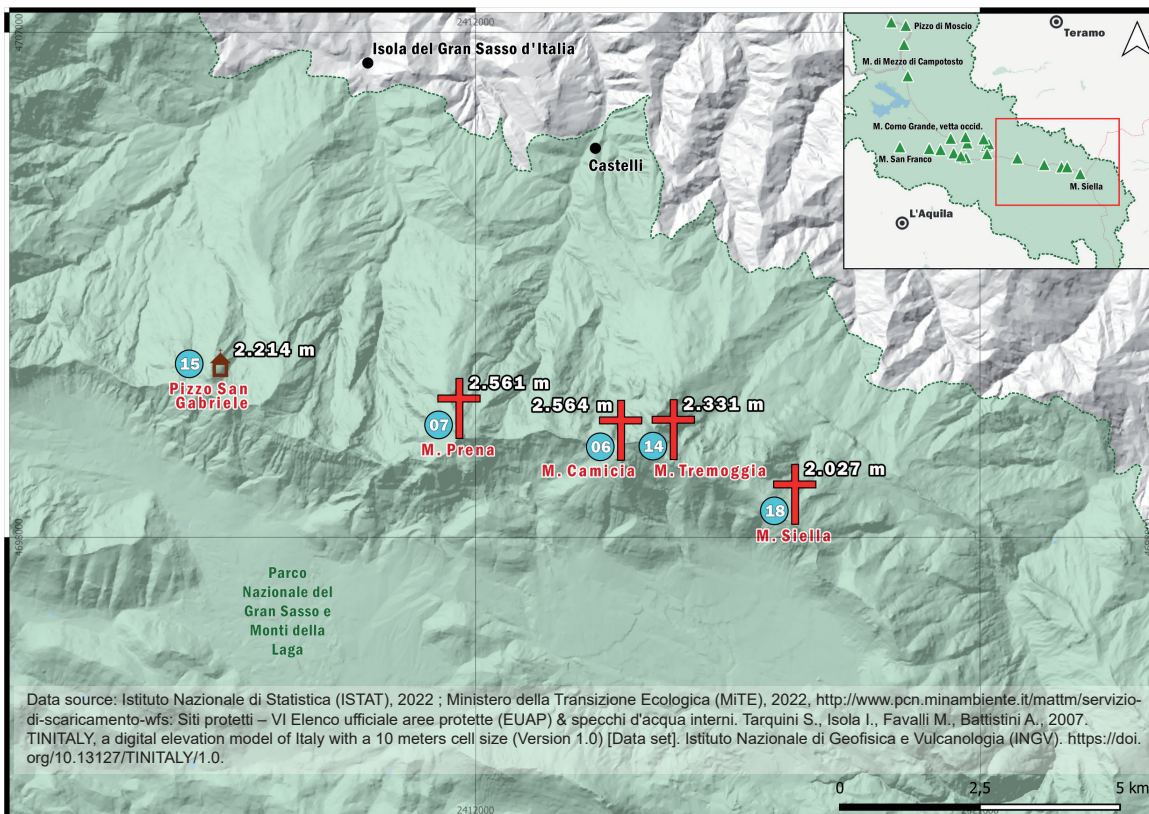 4707000
2412000
Isola del Gran Sasso d'Italia
Castelli
Pizzo di Moscio
Teramo
M. di Mezzo di Campotosto
M. Corno Grande, vetta occid.
M. San Franco
M. Siella
L'Aquila
15
2.214 m
Pizzo San
Gabriele
2.561 m
07
M. Prena
2.564 m
06
M. Camicia
2.331 m
14
M. Tremoggia
2.027 m
18
M. Siella
4698000
Parco
Nazionale del
Gran Sasso e
Monti della
Laga
Data source: Istituto Nazionale di Statistica (ISTAT), 2022 ; Ministero della Transizione Ecologica (MiTE), 2022, http://www.pcn.minambiente.it/mattm/servizio-
di-scaricamento-wfs: Siti protetti – VI Elenco ufficiale aree protette (EUAP) & specchi d'acqua interni. Tarquini S., Isola I., Favalli M., Battistini A., 2007.
TINITALY, a digital elevation model of Italy with a 10 meters cell size (Version 1.0) [Data set]. Istituto Nazionale di Geofisica e Vulcanologia (INGV). https://doi.
org/10.13127/TINITALY/1.0.
0
2,5
5 km
2412000